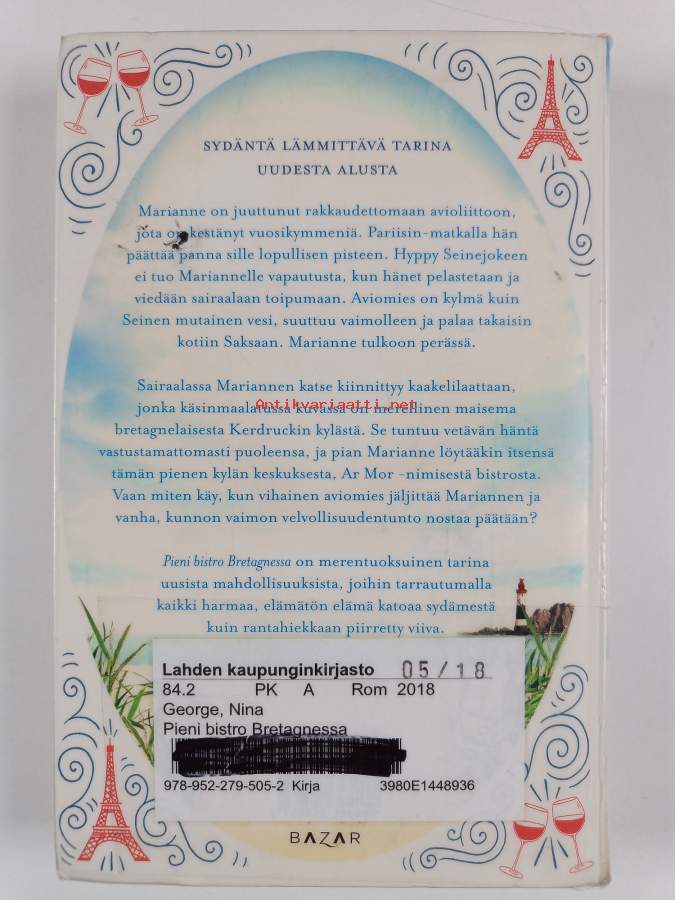 SYDÄNTÄ LÄMMITTÄVÄ TARINA
UUDESTA ALUSTA
Marianne on juuttunut rakkaudettomaan avioliittoon,
jota on kestänyt vuosikymmeniä. Pariisin-matkalla hän
päättää panna sille lopullisen pisteen. Hyppy Seinejokeen
ei tuo Mariannelle vapautusta, kun hänet pelastetaan ja
viedään sairaalaan toipumaan. Aviomies on kylmä kuin
Seinen mutainen vesi, suuttuu vaimolleen ja palaa takaisin
kotiin Saksaan. Marianne tulkoon perässä.
Sairaalassa Mariannen katse kiinnittyy kaakelilaattaan,
Antikvariaatti.net
jonka käsinmaalatussa kuvassa on merellinen maisema
bretagnelaisesta Kerdruckin kylästä. Se tuntuu vetävän häntä
vastustamattomasti puoleensa, ja pian Marianne löytääkin itsensä
tämän pienen kylän keskuksesta, Ar Mor -nimisestä bistrosta.
Vaan miten käy, kun vihainen aviomies jäljittää Mariannen ja
vanha, kunnon vaimon velvollisuudentunto nostaa päätään?
Pieni bistro Bretagnessa on merentuoksuinen tarina
uusista mahdollisuuksista, joihin tarrautumalla
kaikki harmaa, elämätön elämä katoaa sydämestä
kuin rantahiekkaan piirretty viiva.
Lahden kaupunginkirjasto 05/18
84.2 PK A Rom 2018
George, Nina
Pieni bistro Bretagnessa
978-952-279-505-2 Kirja 3980E1448936
BAZAR